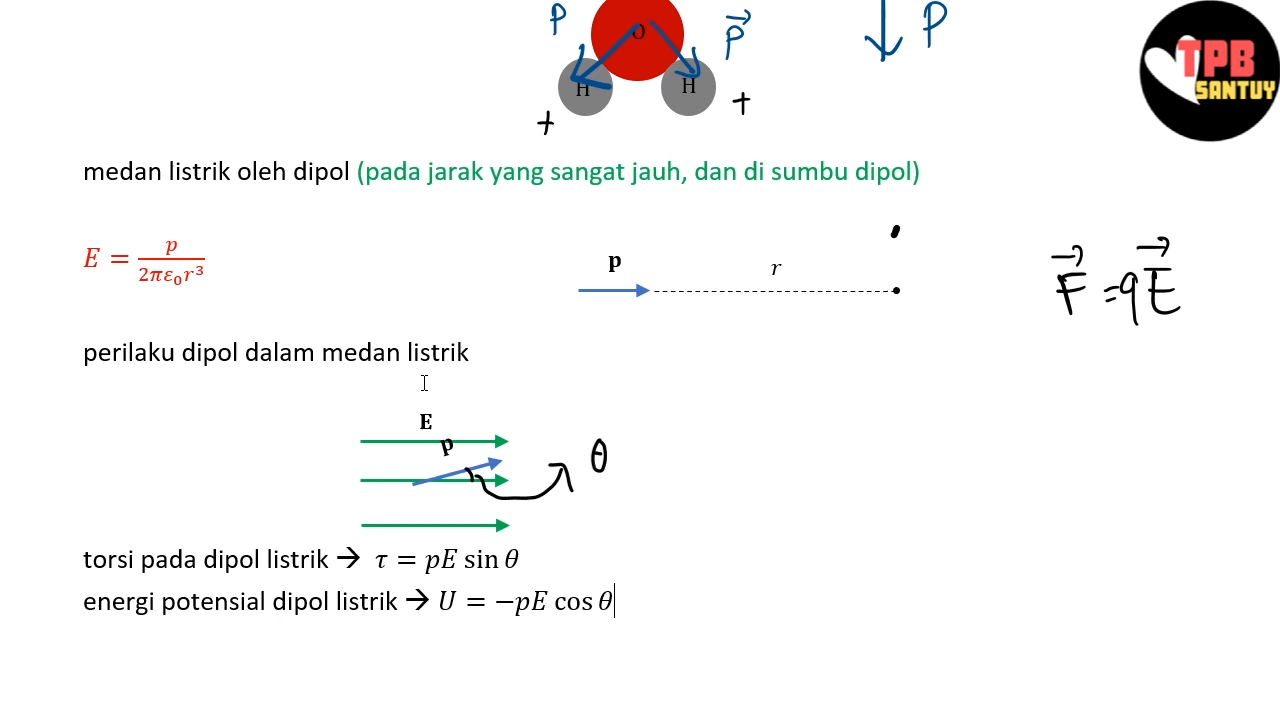 P
O
P⃗
P
H
H
+
+
TPB
SANTUY
medan listrik oleh dipol (pada jarak yang sangat jauh, dan di sumbu dipol)
E = p / 2πε₀r³
p
r
F⃗ = qE⃗
perilaku dipol dalam medan listrik
E
p
θ
torsi pada dipol listrik → τ = pE sin θ
energi potensial dipol listrik → U = −pE cos θ